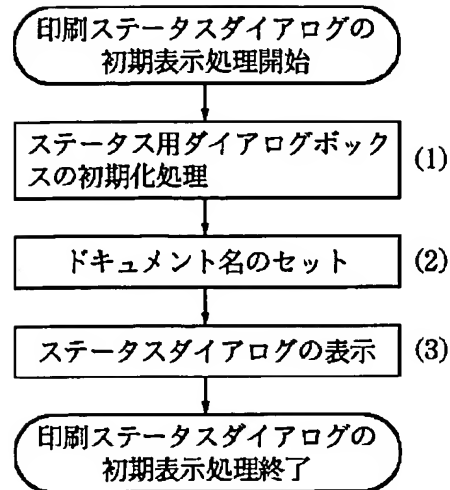 印刷ステータスダイアログの
初期表示処理開始
ステータス用ダイアログボック
スの初期化処理
(1)
ドキュメント名のセット
(2)
ステータスダイアログの表示
(3)
印刷ステータスダイアログの
初期表示処理終了